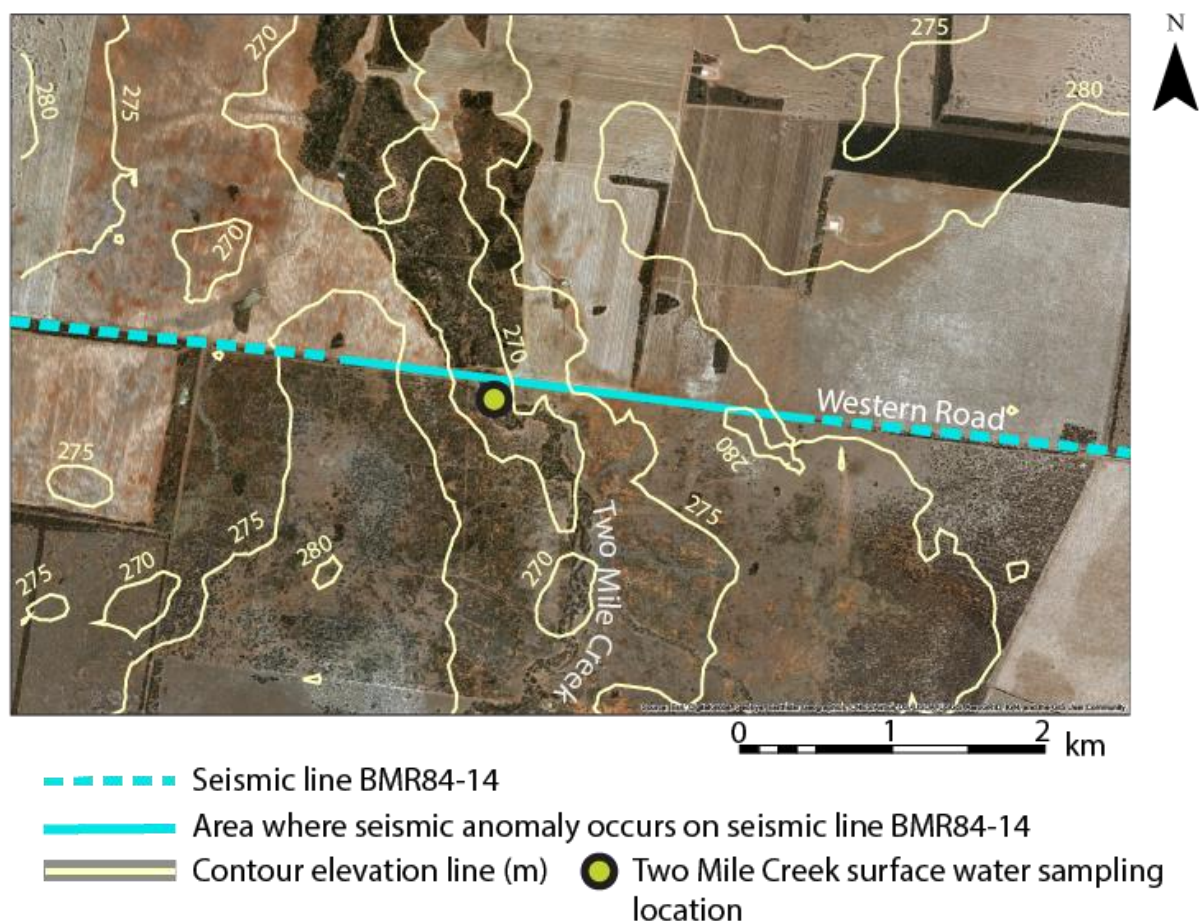 N
270
275
280
275
280
270
270
Western Road
280
275
275
275
270
280
275
270
Two Mile Creek
0 1 2 km
Seismic line BMR84-14
Area where seismic anomaly occurs on seismic line BMR84-14
Contour elevation line (m)
Two Mile Creek surface water sampling
location